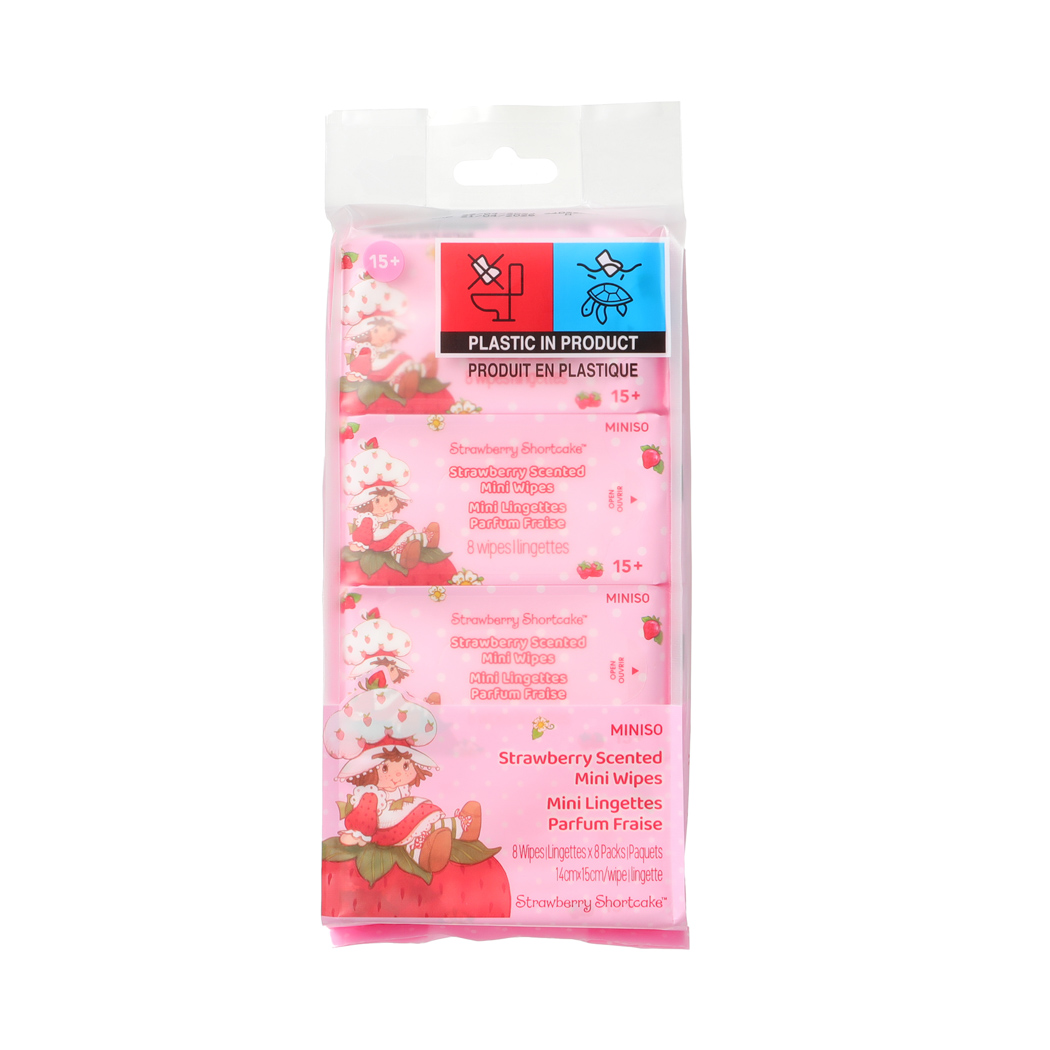 15+
PLASTIC IN PRODUCT
PRODUIT EN PLASTIQUE
15+
MINISO
Strawberry Shortcake™
Strawberry Scented
Mini Wipes
Mini Lingettes
Parfum Fraise
8 wipes|lingettes
OPEN
OUVRIR
15+
MINISO
Strawberry Shortcake™
Strawberry Scented
Mini Wipes
Mini Lingettes
Parfum Fraise
OPEN
OUVRIR
MINISO
Strawberry Scented
Mini Wipes
Mini Lingettes
Parfum Fraise
8 Wipes|Lingettes x 8 Packs|Paquets
14cm×15cm/wipe|lingette
Strawberry Shortcake™